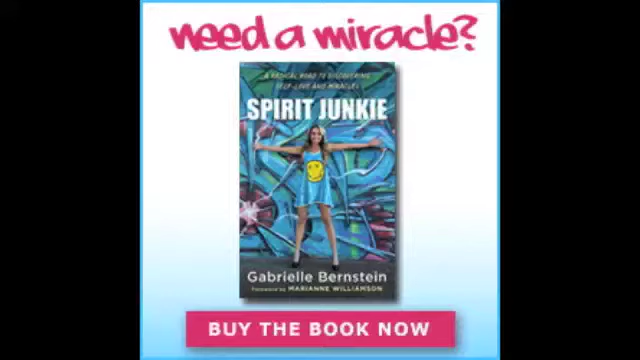 need a miracle?
A RADICAL ROAD TO DISCOVERING
SELF-LOVE AND MIRACLES
SPIRIT JUNKIE
Gabrielle Bernstein
Foreword by MARIANNE WILLIAMSON
BUY THE BOOK NOW